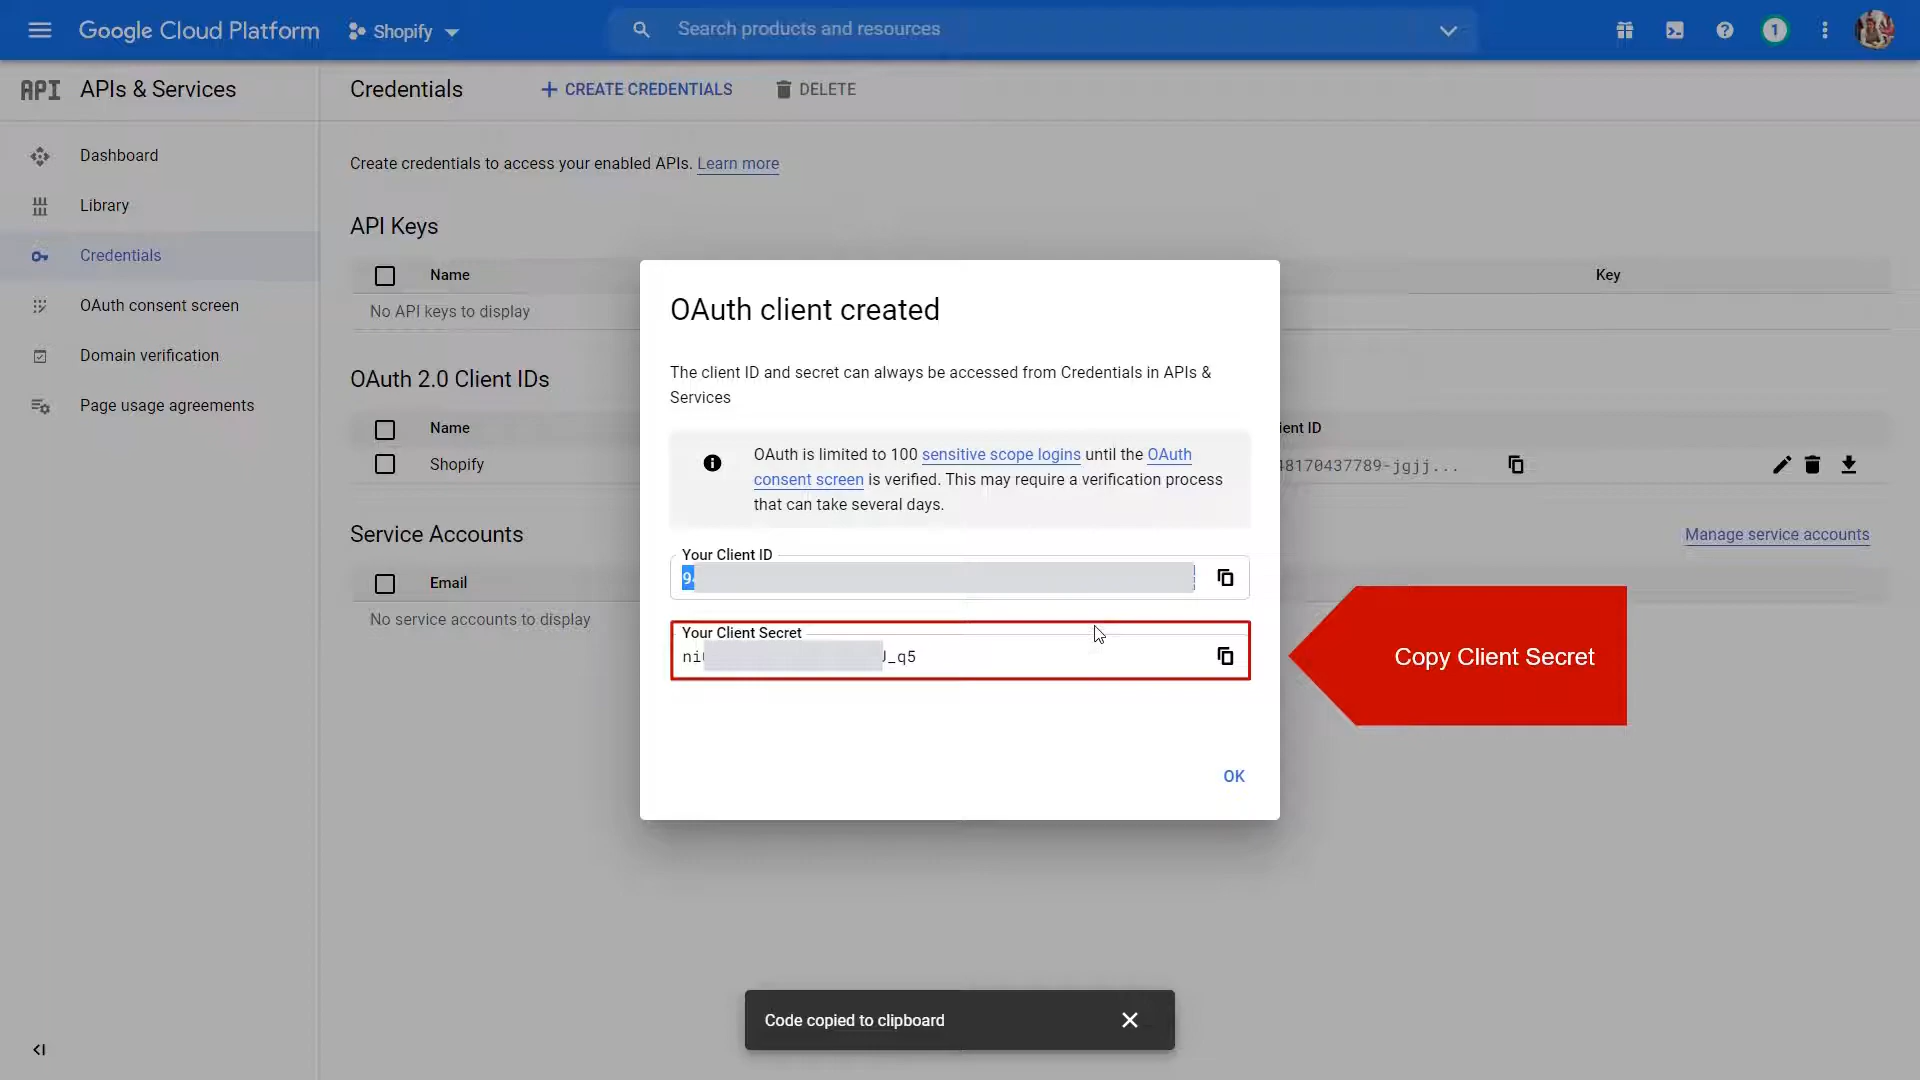 Google Cloud Platform
Shopify
Search products and resources
1
API
APIs & Services
Credentials
CREATE CREDENTIALS
DELETE
Dashboard
Library
Credentials
OAuth consent screen
Domain verification
Page usage agreements
Create credentials to access your enabled APIs. Learn more
API Keys
Name
Key
No API keys to display
OAuth 2.0 Client IDs
Name
ient ID
Shopify
48170437789-jgjj...
Service Accounts
Manage service accounts
Email
No service accounts to display
OAuth client created
The client ID and secret can always be accessed from Credentials in APIs &
Services
OAuth is limited to 100 sensitive scope logins until the OAuth
consent screen is verified. This may require a verification process
that can take several days.
Your Client ID
9
Your Client Secret
ni
_q5
OK
Copy Client Secret
Code copied to clipboard